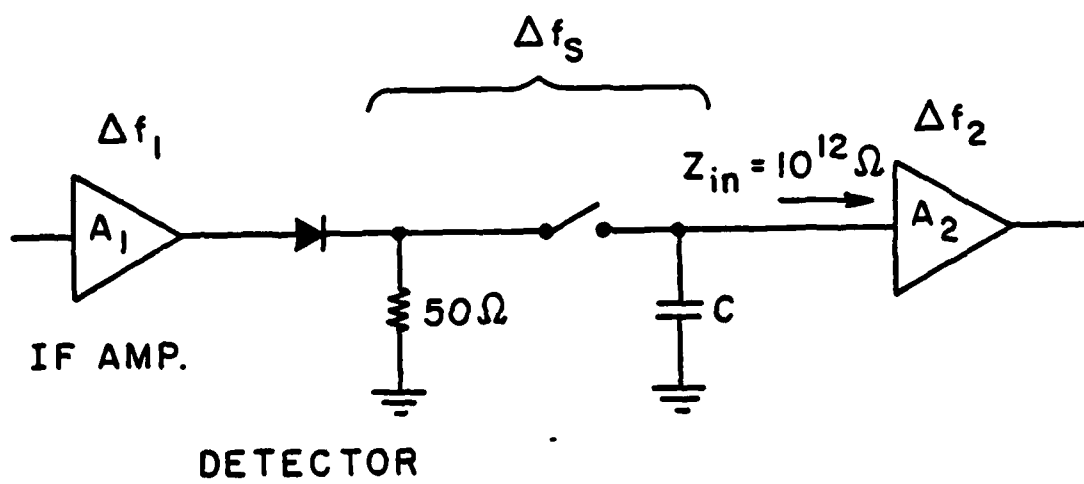 Δf_S
Δf_1
Δf_2
Z_in = 10^12 Ω
A_1
A_2
50Ω
C
IF AMP.
DETECTOR